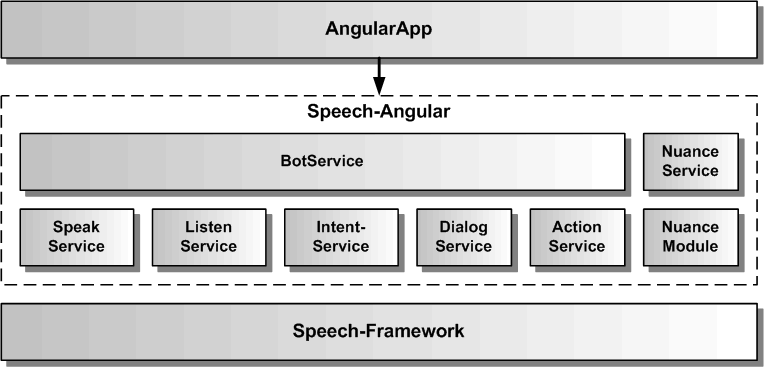 AngularApp
Speech-Angular
BotService
Nuance
Service
Speak
Service
Listen
Service
Intent-
Service
Dialog
Service
Action
Service
Nuance
Module
Speech-Framework